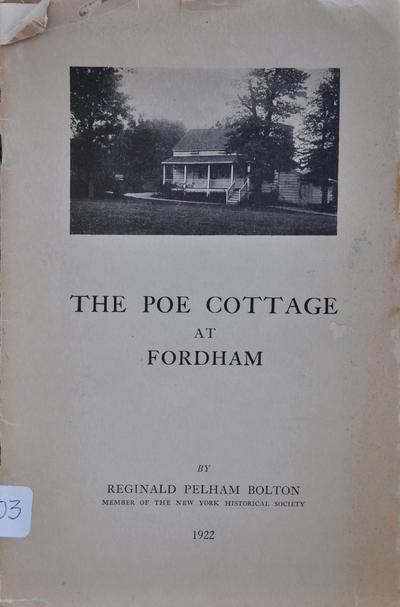 THE POE COTTAGE
AT
FORDHAM
BY
REGINALD PELHAM BOLTON
MEMBER OF THE NEW YORK HISTORICAL SOCIETY
1922
03